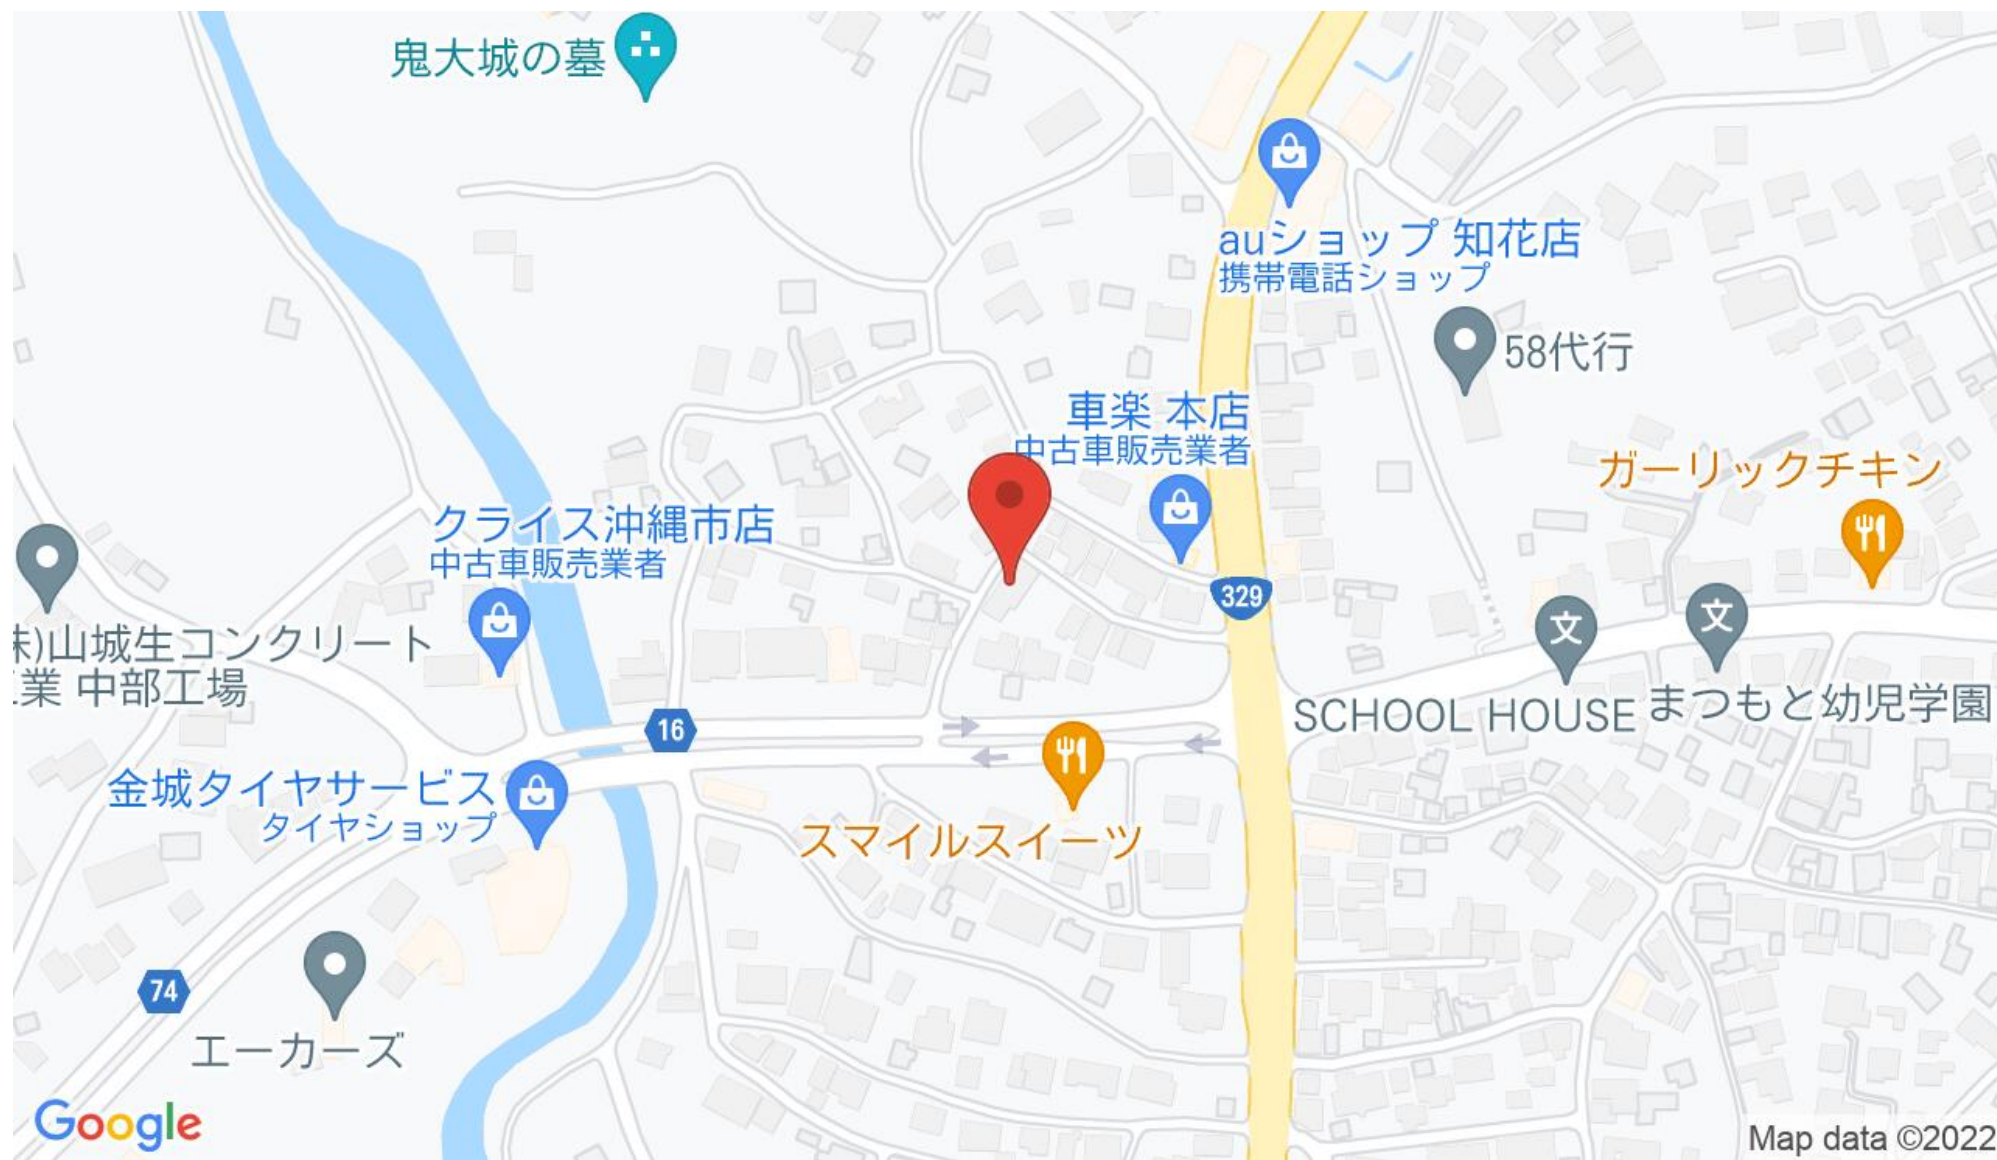 鬼大城の墓
auショップ 知花店
携帯電話ショップ
58代行
車楽 本店
中古車販売業者
ガーリックチキン
クライス沖縄市店
中古車販売業者
329
文
文
株)山城生コンクリート
業 中部工場
SCHOOL HOUSE
まつもと幼児学園
16
金城タイヤサービス
タイヤショップ
スマイルスイーツ
74
エーカーズ
Google
Map data ©2022